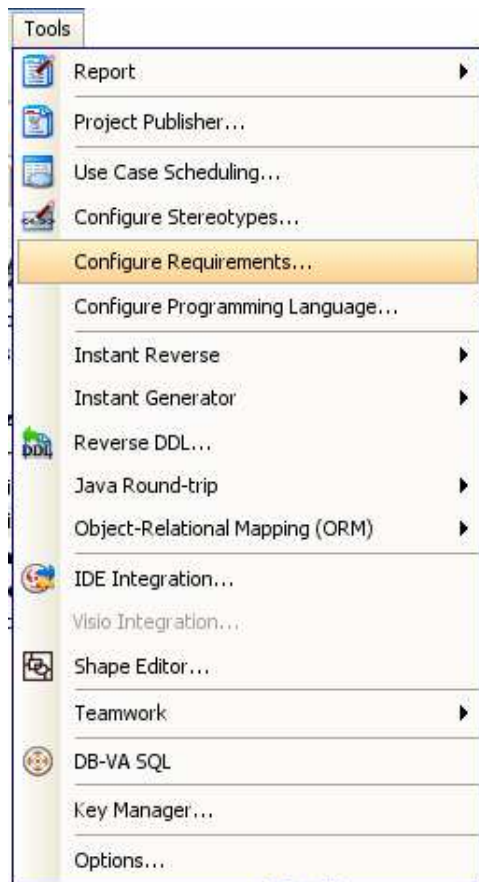 Tools
Report
Project Publisher...
Use Case Scheduling...
Configure Stereotypes...
Configure Requirements...
Configure Programming Language...
Instant Reverse
Instant Generator
DDL
Reverse DDL...
Java Round-trip
Object-Relational Mapping (ORM)
IDE Integration...
Visio Integration...
Shape Editor...
Teamwork
DB-VA SQL
Key Manager...
Options...